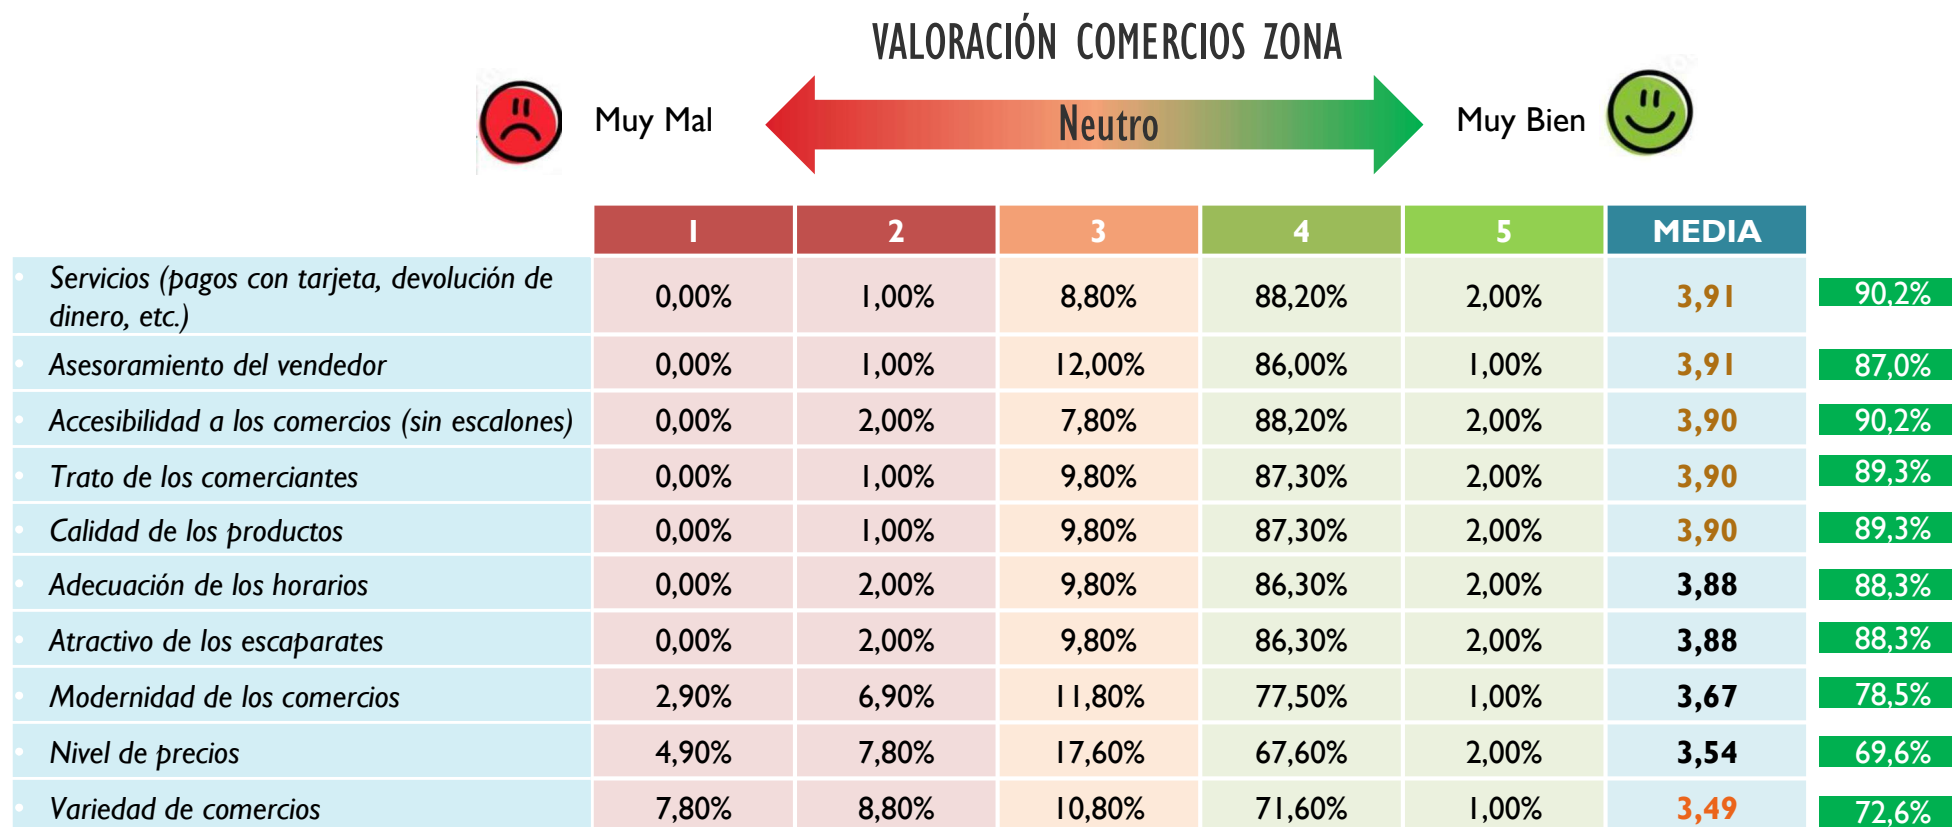 VALORACIÓN COMERCIOS ZONA
Muy Mal
Neutro
Muy Bien
1 2 3 4 5 MEDIA
• Servicios (pagos con tarjeta, devolución de
dinero, etc.) 0,00% 1,00% 8,80% 88,20% 2,00% 3,91 90,2%
• Asesoramiento del vendedor 0,00% 1,00% 12,00% 86,00% 1,00% 3,91 87,0%
• Accesibilidad a los comercios (sin escalones) 0,00% 2,00% 7,80% 88,20% 2,00% 3,90 90,2%
• Trato de los comerciantes 0,00% 1,00% 9,80% 87,30% 2,00% 3,90 89,3%
• Calidad de los productos 0,00% 1,00% 9,80% 87,30% 2,00% 3,90 89,3%
• Adecuación de los horarios 0,00% 2,00% 9,80% 86,30% 2,00% 3,88 88,3%
• Atractivo de los escaparates 0,00% 2,00% 9,80% 86,30% 2,00% 3,88 88,3%
• Modernidad de los comercios 2,90% 6,90% 11,80% 77,50% 1,00% 3,67 78,5%
• Nivel de precios 4,90% 7,80% 17,60% 67,60% 2,00% 3,54 69,6%
• Variedad de comercios 7,80% 8,80% 10,80% 71,60% 1,00% 3,49 72,6%